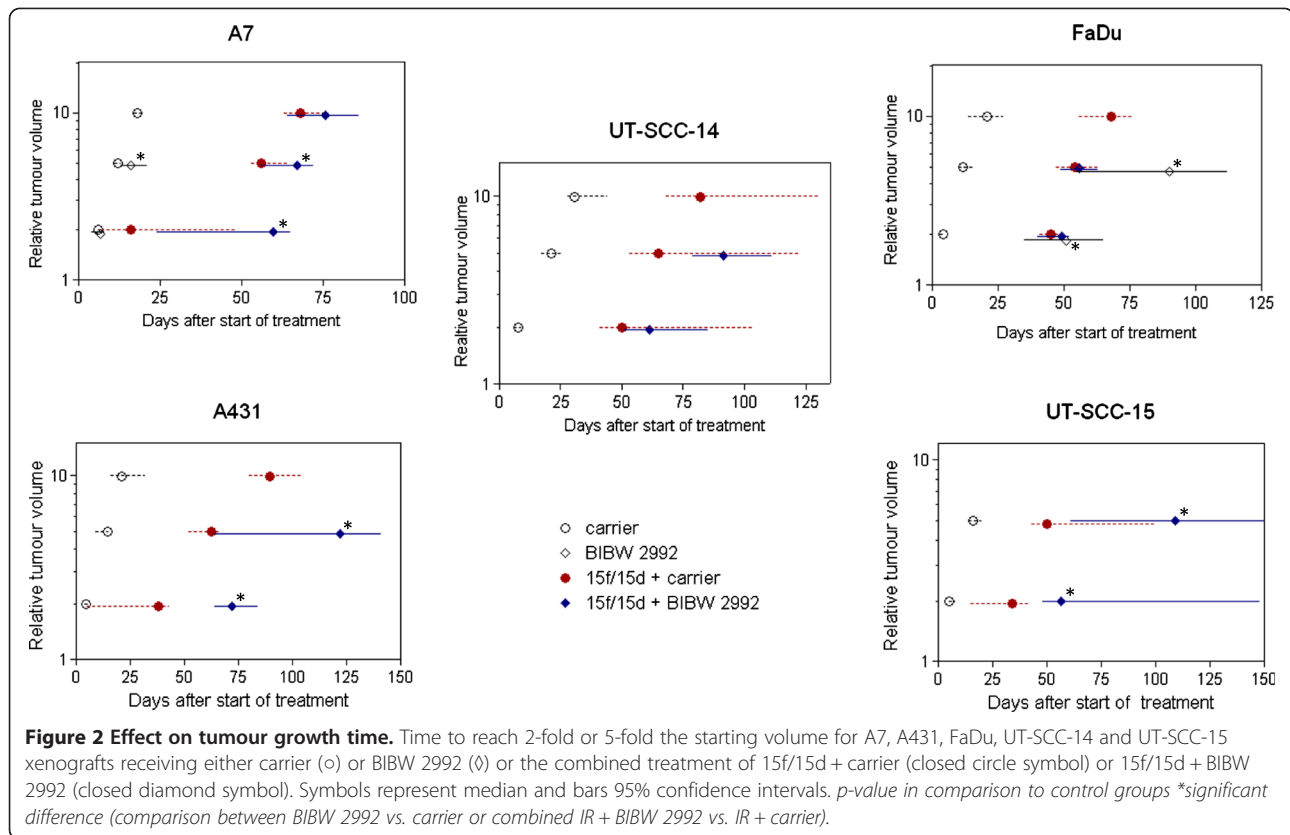 A7
Relative tumour volume
10
1
0 25 50 75 100
Days after start of treatment
*
*
*
UT-SCC-14
Realtive tumour volume
10
1
0 25 50 75 100 125
Days after start of treatment
FaDu
Relative tumour volume
10
1
0 25 50 75 100 125
Days after start of treatment
*
*
A431
Relative tumour volume
10
1
0 25 50 75 100 125 150
Days after start of treatment
*
*
carrier
BIBW 2992
15f/15d + carrier
15f/15d + BIBW 2992
UT-SCC-15
Relative tumour volume
10
1
0 25 50 75 100 125 150
Days after start of treatment
*
*
Figure 2 Effect on tumour growth time. Time to reach 2-fold or 5-fold the starting volume for A7, A431, FaDu, UT-SCC-14 and UT-SCC-15
xenografts receiving either carrier (○) or BIBW 2992 (◊) or the combined treatment of 15f/15d + carrier (closed circle symbol) or 15f/15d + BIBW
2992 (closed diamond symbol). Symbols represent median and bars 95% confidence intervals. p-value in comparison to control groups *significant
difference (comparison between BIBW 2992 vs. carrier or combined IR + BIBW 2992 vs. IR + carrier).